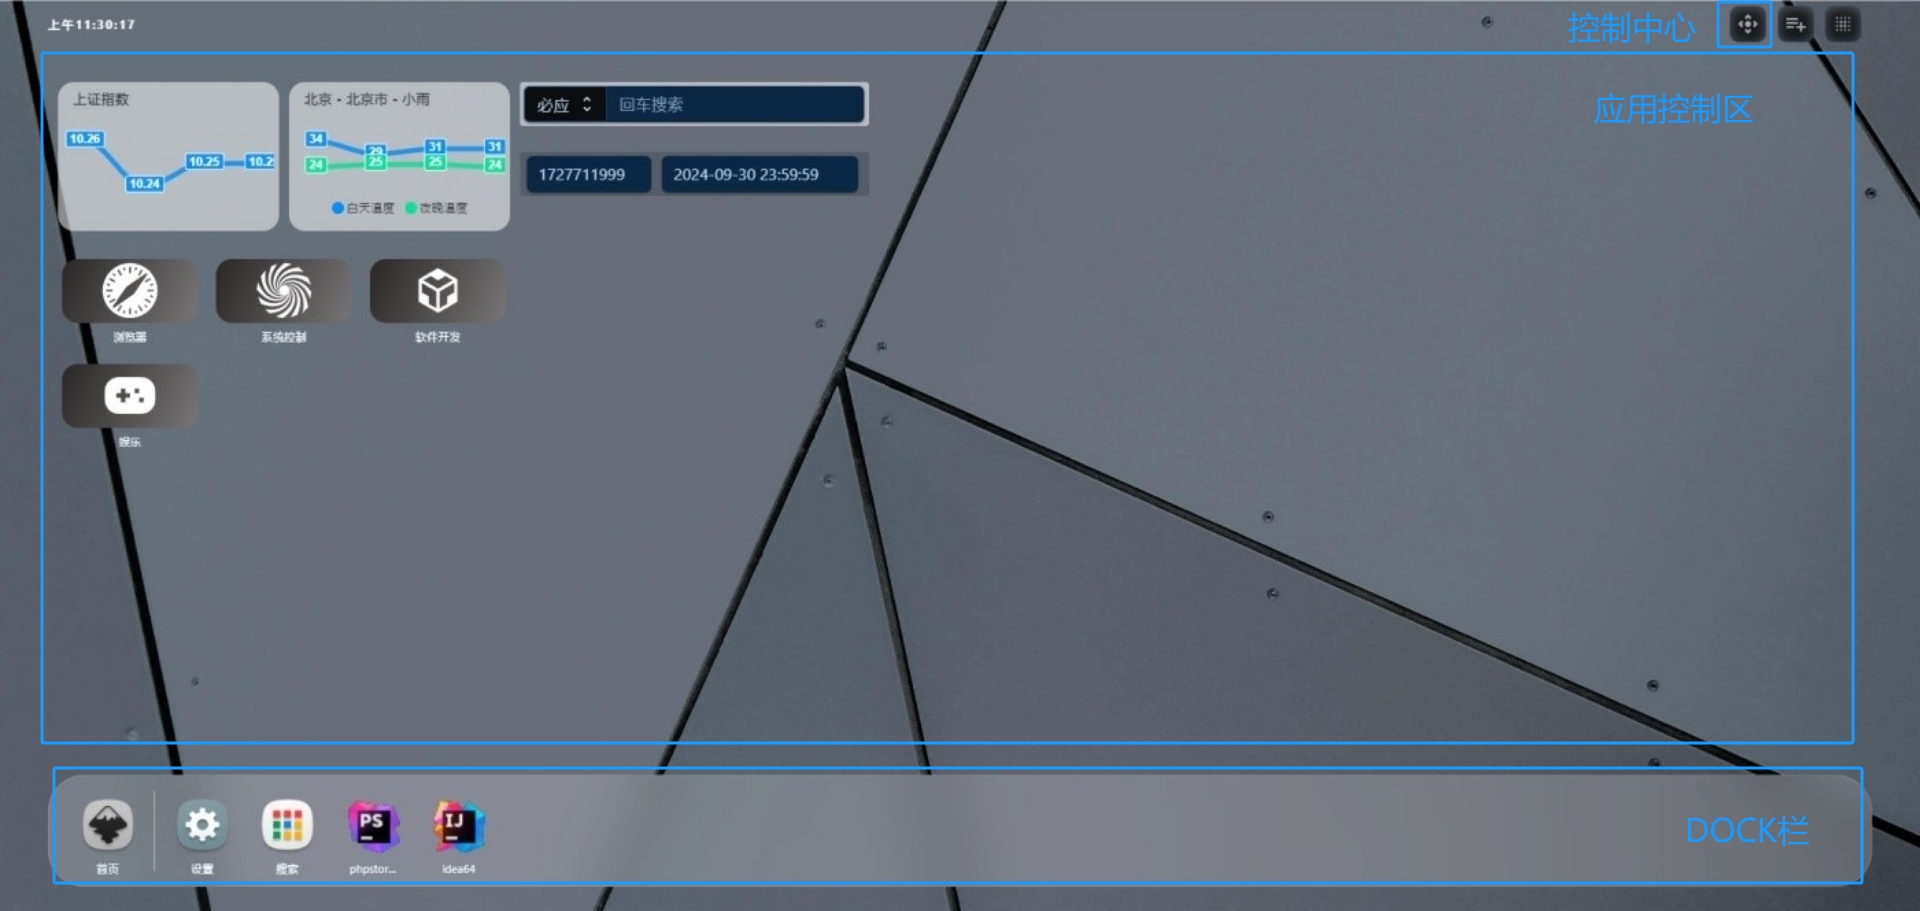 上午11:30:17
控制中心
应用控制区
上证指数
10.26
10.24
10.25
北京 - 北京市 - 小雨
34
29
31
31
24
25
25
24
白天温度 夜晚温度
必应 回车搜索
1727711999 2024-09-30 23:59:59
浏览器 系统控制 软件开发
娱乐
DOCK栏
PS IJ
首页 设置 搜索 phpstor... idea64